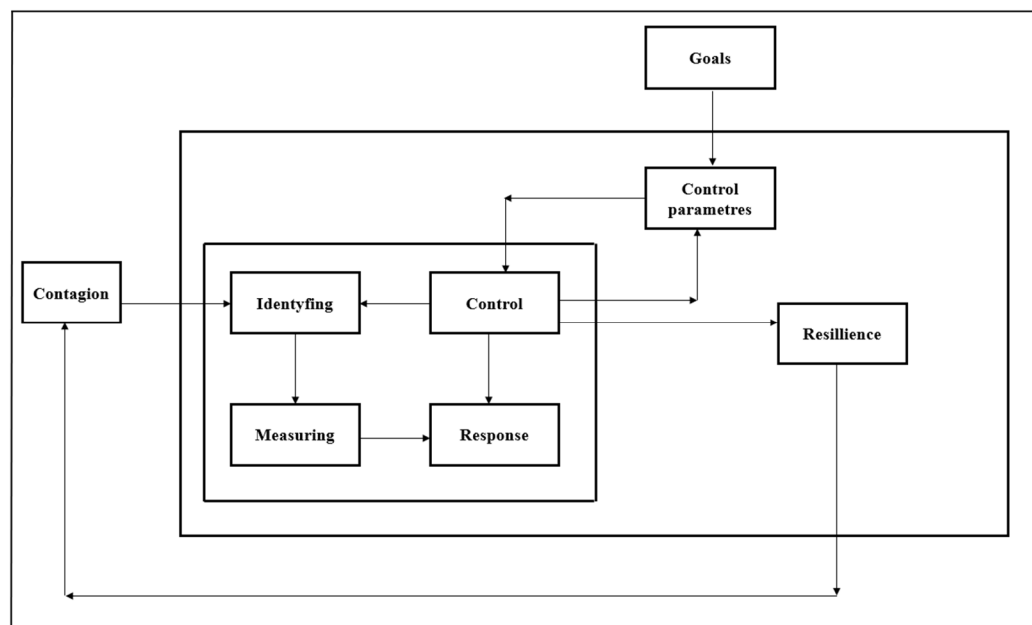 Goals
Control
parametres
Contagion
Identyfing
Control
Resillience
Measuring
Response